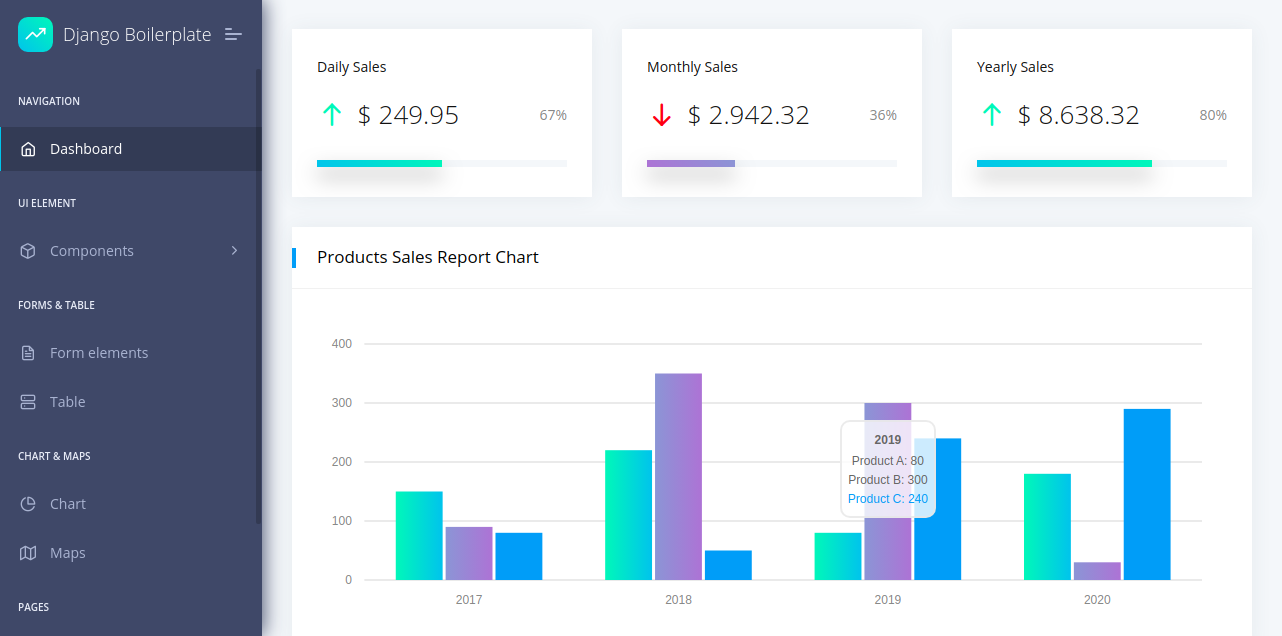 Django Boilerplate
NAVIGATION
Dashboard
UI ELEMENT
Components
FORMS & TABLE
Form elements
Table
CHART & MAPS
Chart
Maps
PAGES
Daily Sales
$ 249.95
67%
Monthly Sales
$ 2.942.32
36%
Yearly Sales
$ 8.638.32
80%
Products Sales Report Chart
400
300
200
100
0
2019
Product A: 80
Product B: 300
Product C: 240
2017
2018
2019
2020